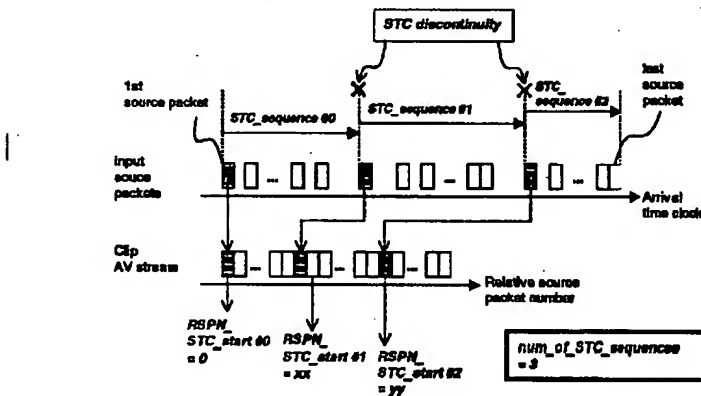 STC discontinuity
1st
source packet
STC_sequence #0
STC_sequence #1
STC_
sequence #2
last
source
packet
Input
souce
packets
... 
...
...
Arrival
time clock
Clip
AV stream
...
...
...
Relative source
packet number
RSPN_
STC_start #0
= 0
RSPN_
STC_start #1
= xx
RSPN_
STC_start #2
= yy
num_of_STC_sequences
= 3